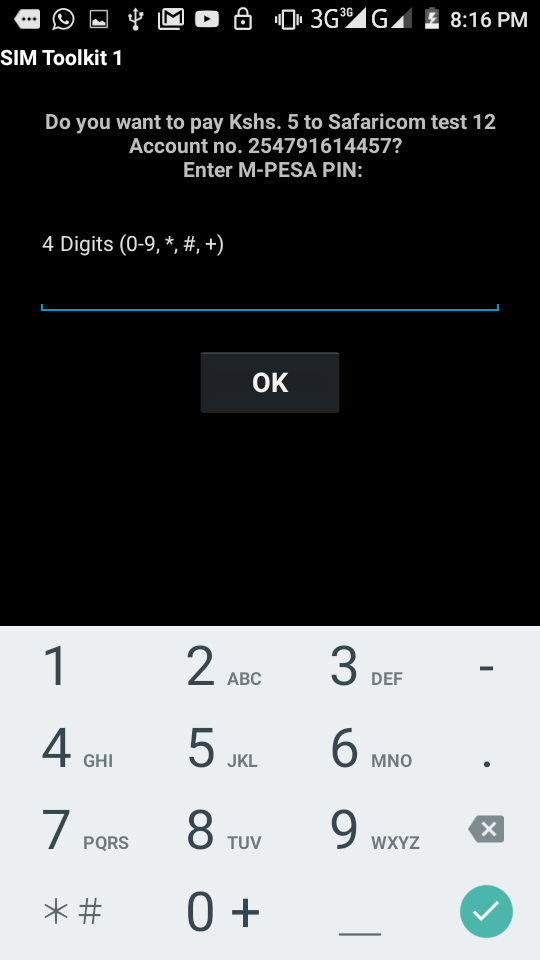 3G 3G G 8:16 PM
SIM Toolkit 1
Do you want to pay Kshs. 5 to Safaricom test 12
Account no. 254791614457?
Enter M-PESA PIN:
4 Digits (0-9, *, #, +)
OK
1 2 ABC 3 DEF -
4 GHI 5 JKL 6 MNO .
7 PQRS 8 TUV 9 WXYZ
*# 0 + _